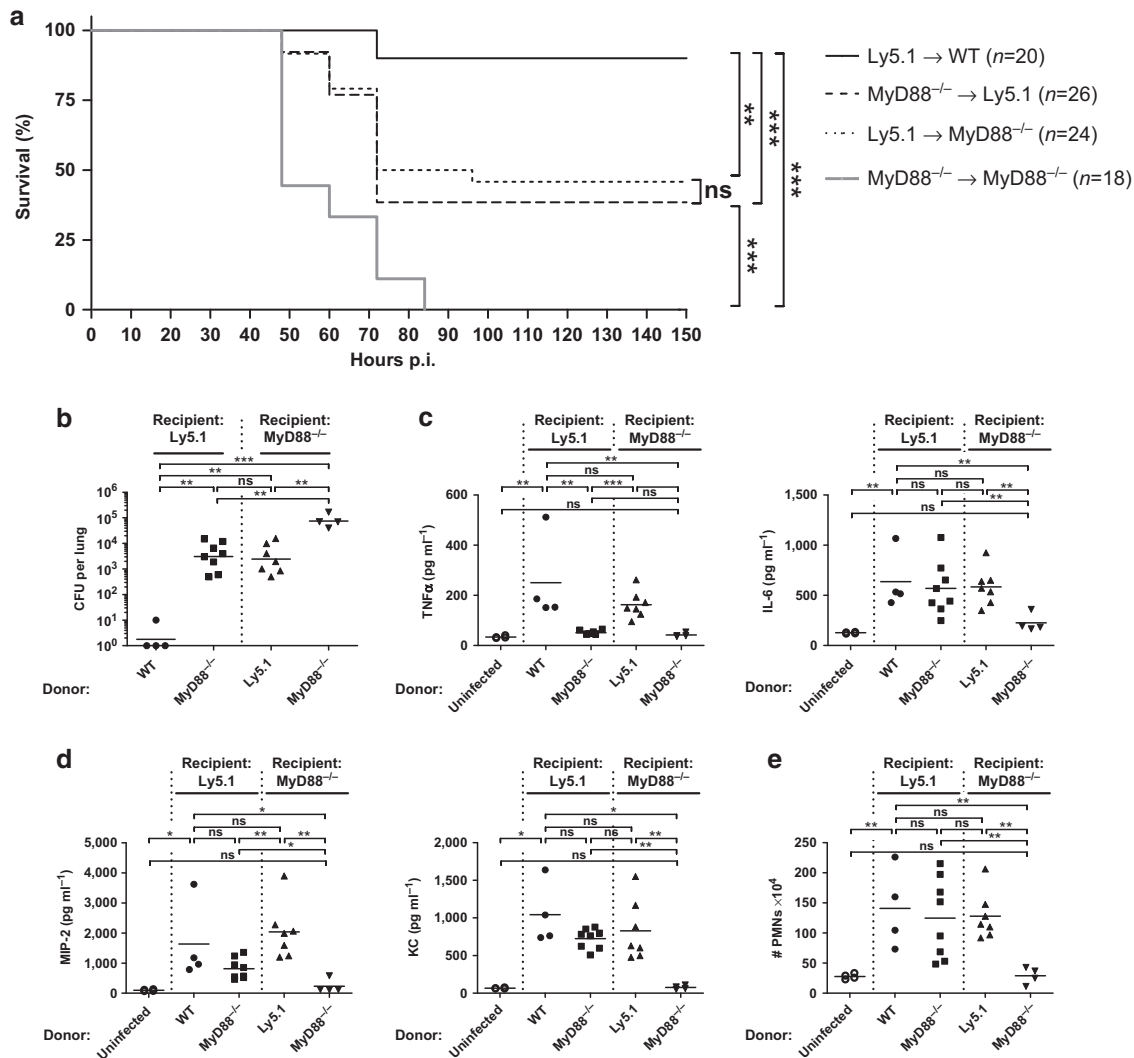 a
100
75
50
25
0
Survival (%)
0 10 20 30 40 50 60 70 80 90 100 110 120 130 140 150
Hours p.i.
ns
**
***
***
***
Ly5.1 → WT (n=20)
MyD88–/– → Ly5.1 (n=26)
Ly5.1 → MyD88–/– (n=24)
MyD88–/– → MyD88–/– (n=18)
b
Recipient: Ly5.1
Recipient: MyD88–/–
***
**
** ns **
**
10^6
10^5
10^4
10^3
10^2
10^1
10^0
CFU per lung
Donor:
WT
MyD88–/–
Ly5.1
MyD88–/–
c
Recipient: Ly5.1
Recipient: MyD88–/–
**
ns
** ** *** ns
ns
600
400
200
0
TNFα (pg ml–1)
Donor:
Uninfected
WT
MyD88–/–
Ly5.1
MyD88–/–
Recipient: Ly5.1
Recipient: MyD88–/–
**
ns
** ns ns **
**
ns
1,500
1,000
500
0
IL-6 (pg ml–1)
Donor:
Uninfected
WT
MyD88–/–
Ly5.1
MyD88–/–
d
Recipient: Ly5.1
Recipient: MyD88–/–
*
ns
* ns ** **
*
ns
5,000
4,000
3,000
2,000
1,000
0
MIP-2 (pg ml–1)
Donor:
Uninfected
WT
MyD88–/–
Ly5.1
MyD88–/–
Recipient: Ly5.1
Recipient: MyD88–/–
*
ns
* ns ns **
**
ns
2,000
1,500
1,000
500
0
KC (pg ml–1)
Donor:
Uninfected
WT
MyD88–/–
Ly5.1
MyD88–/–
e
Recipient: Ly5.1
Recipient: MyD88–/–
**
ns
** ns ns **
**
ns
250
200
150
100
50
0
# PMNs ×10^4
Donor:
Uninfected
WT
MyD88–/–
Ly5.1
MyD88–/–